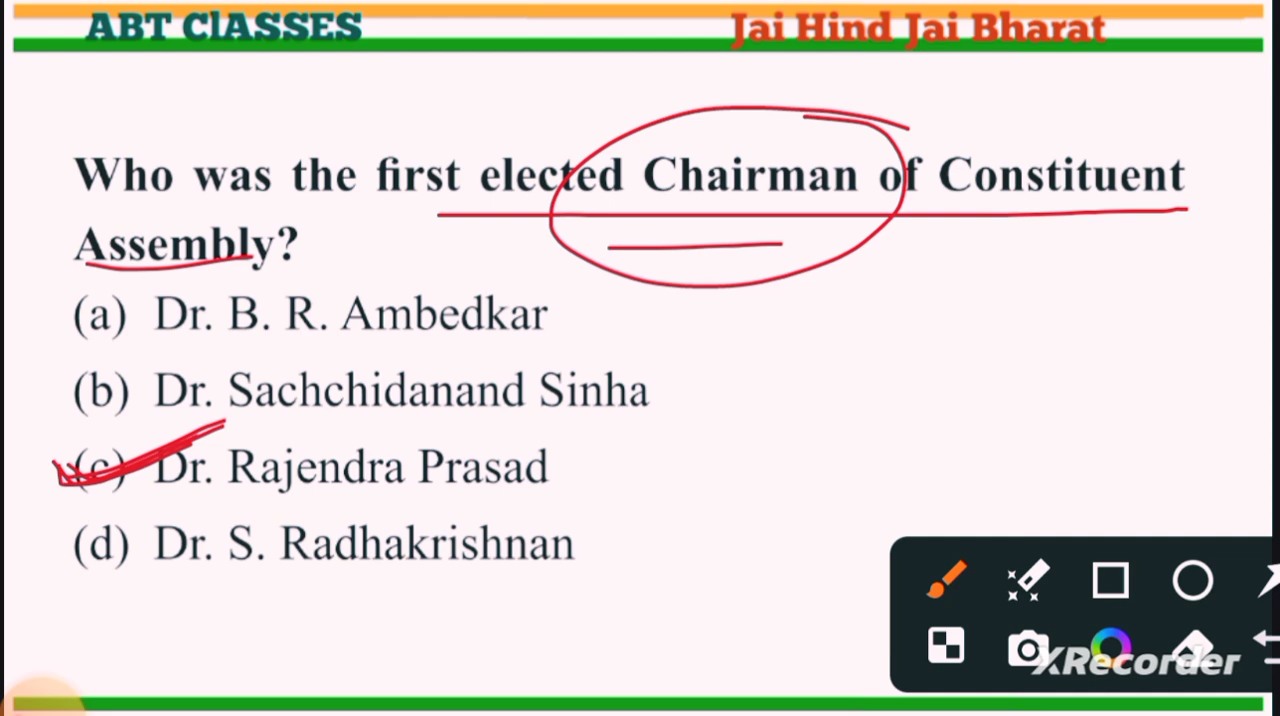 ABT ClASSES Jai Hind Jai Bharat
Who was the first elected Chairman of Constituent
Assembly?
(a) Dr. B. R. Ambedkar
(b) Dr. Sachchidanand Sinha
(c) Dr. Rajendra Prasad
(d) Dr. S. Radhakrishnan
XRecorder